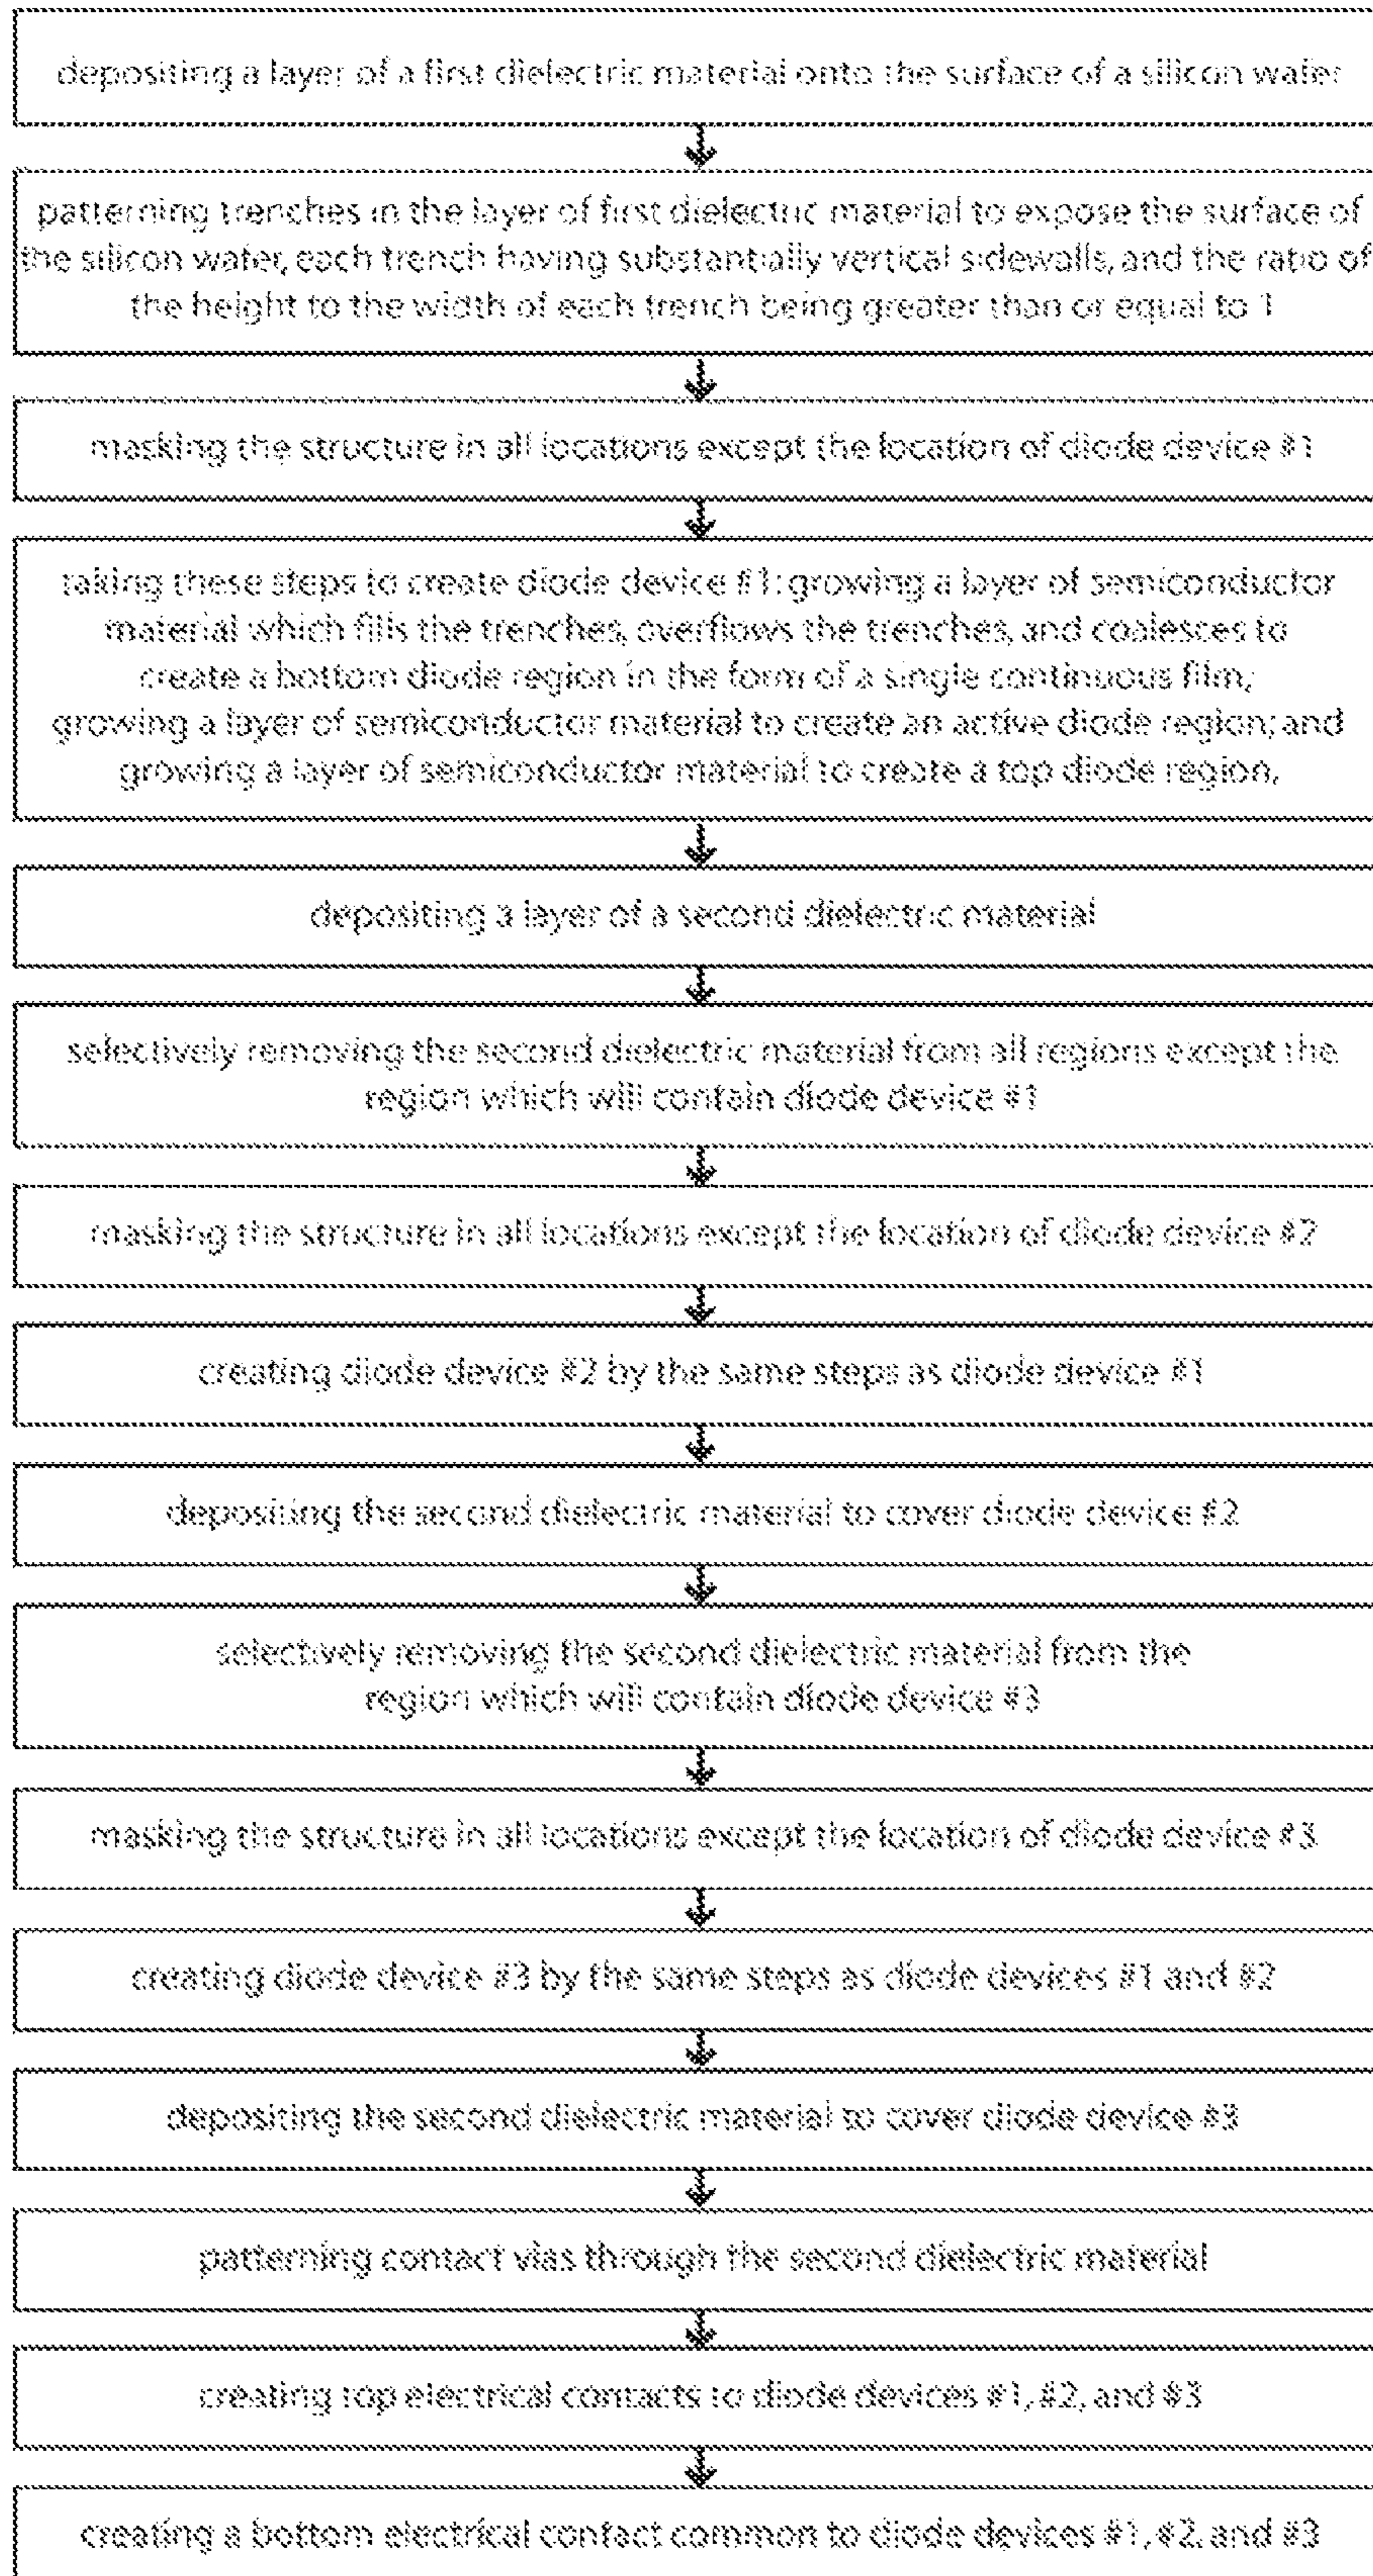 depositing a layer of a first dielectric material onto the surface of a silicon wafer
patterning trenches in the layer of first dielectric material to expose the surface of
the silicon wafer, each trench having substantially vertical sidewalls, and the ratio of
the height to the width of each trench being greater than or equal to 1
masking the structure in all locations except the location of diode device #1
taking these steps to create diode device #1: growing a layer of semiconductor
material which fills the trenches, overflows the trenches, and coalesces to
create a bottom diode region in the form of a single continuous film;
growing a layer of semiconductor material to create an active diode region; and
growing a layer of semiconductor material to create a top diode region,
depositing a layer of a second dielectric material
selectively removing the second dielectric material from all regions except the
region which will contain diode device #1
masking the structure in all locations except the location of diode device #2
creating diode device #2 by the same steps as diode device #1
depositing the second dielectric material to cover diode device #2
selectively removing the second dielectric material from the
region which will contain diode device #3
masking the structure in all locations except the location of diode device #3
creating diode device #3 by the same steps as diode devices #1 and #2
depositing the second dielectric material to cover diode device #3
patterning contact vias through the second dielectric material
creating top electrical contacts to diode devices #1, #2, and #3
creating a bottom electrical contact common to diode devices #1, #2, and #3